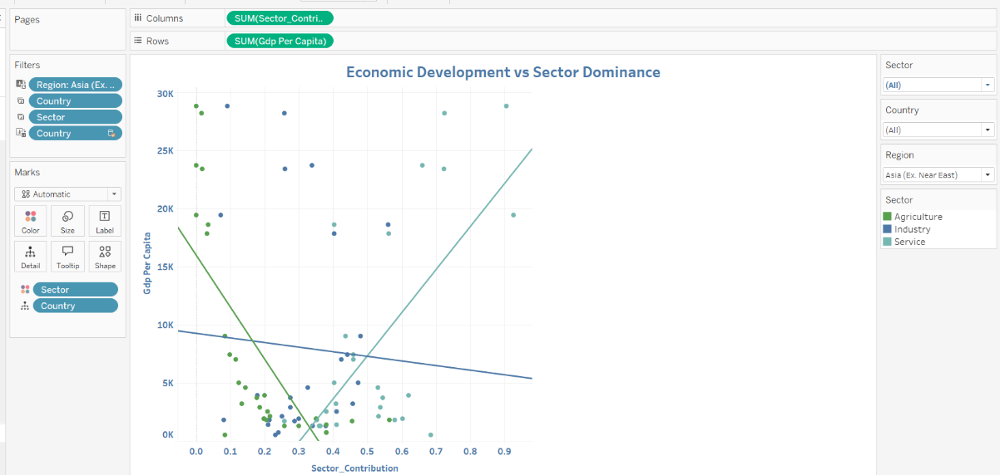 Pages
Columns
SUM(Sector_Contri..
Rows
SUM(Gdp Per Capita)
Filters
Region: Asia (Ex. ..
Country
Sector
Country
Marks
Automatic
Color
Size
Label
Detail
Tooltip
Shape
Sector
Country
Economic Development vs Sector Dominance
30K
25K
20K
15K
10K
5K
0K
Gdp Per Capita
0.0 0.1 0.2 0.3 0.4 0.5 0.6 0.7 0.8 0.9
Sector_Contribution
Sector
(All)
Country
(All)
Region
Asia (Ex. Near East)
Sector
Agriculture
Industry
Service